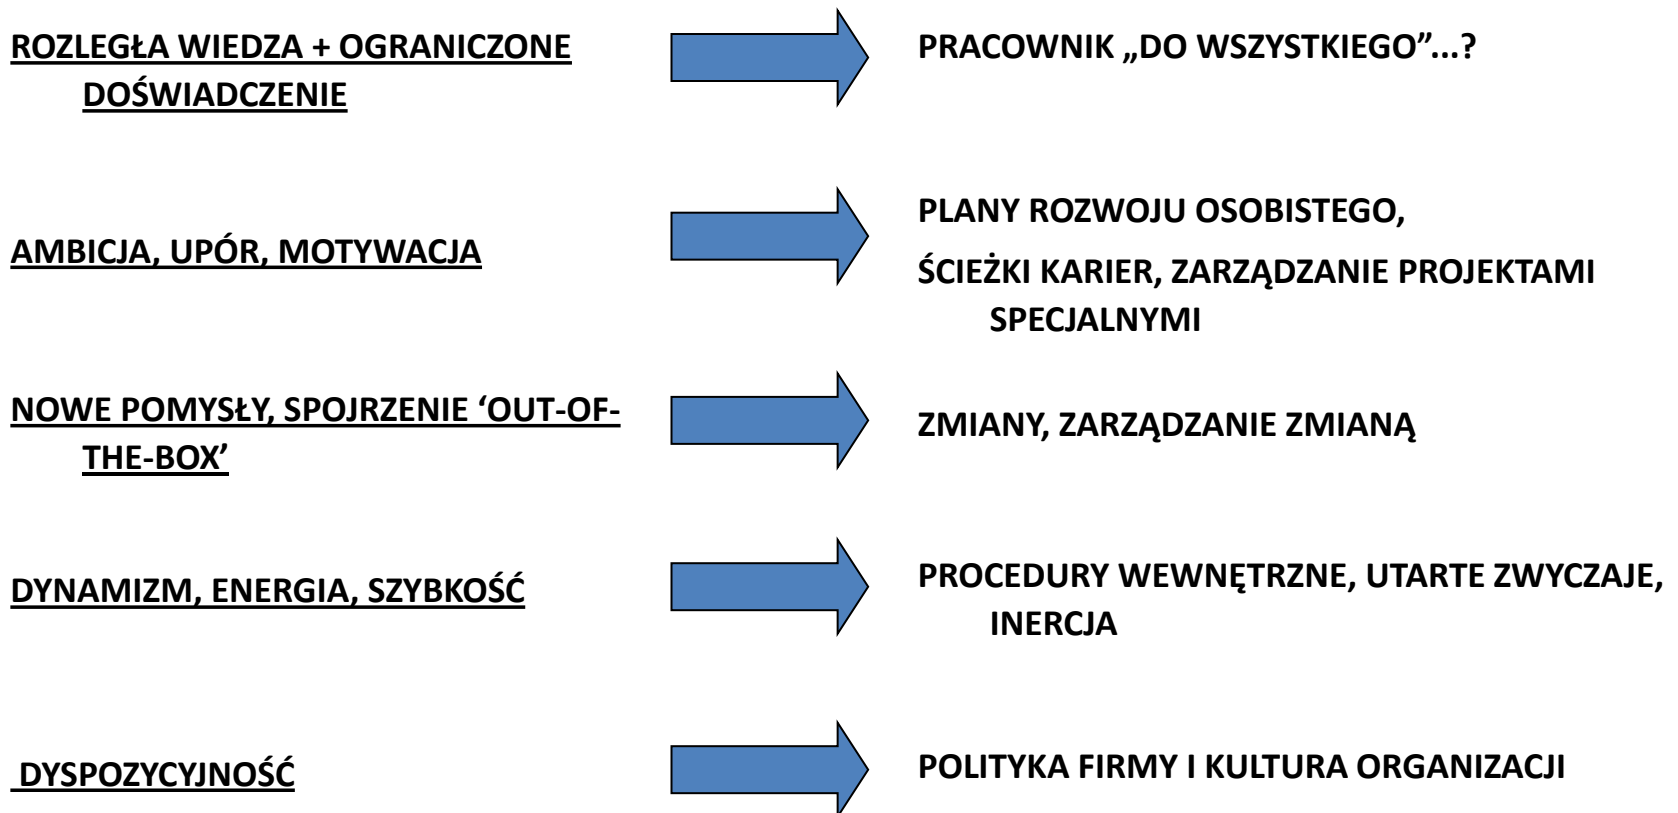 ROZLEGŁA WIEDZA + OGRANICZONE
DOŚWIADCZENIE
PRACOWNIK „DO WSZYSTKIEGO”...?
AMBICJA, UPÓR, MOTYWACJA
PLANY ROZWOJU OSOBISTEGO,
ŚCIEŻKI KARIER, ZARZĄDZANIE PROJEKTAMI
SPECJALNYMI
NOWE POMYSŁY, SPOJRZENIE ‘OUT-OF-
THE-BOX’
ZMIANY, ZARZĄDZANIE ZMIANĄ
DYNAMIZM, ENERGIA, SZYBKOŚĆ
PROCEDURY WEWNĘTRZNE, UTARTE ZWYCZAJE,
INERCJA
DYSPOZYCYJNOŚĆ
POLITYKA FIRMY I KULTURA ORGANIZACJI